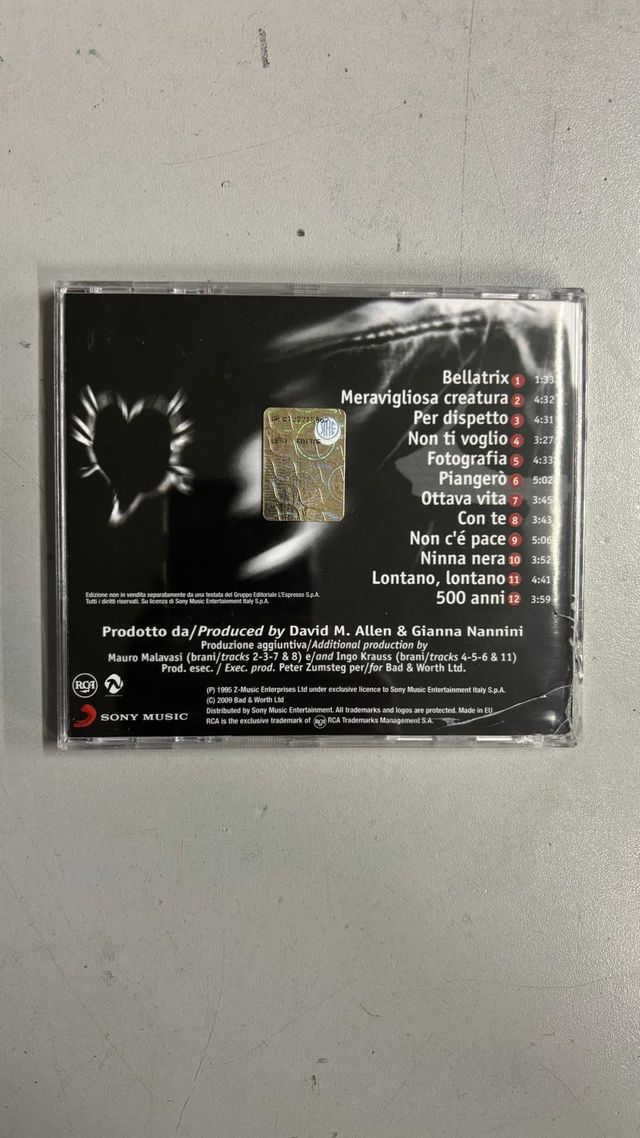 Bellatrix 1 1:33
Meravigliosa creatura 2 4:32
Per dispetto 3 4:31
Non ti voglio 4 3:27
Fotografia 5 4:33
Piangerò 6 5:02
Ottava vita 7 3:45
Con te 8 3:43
Non c'é pace 9 5:06
Ninna nera 10 3:52
Lontano, lontano 11 4:41
500 anni 12 3:59
Edizione non in vendita separatamente da una testata del Gruppo Editoriale L'Espresso S.p.A.
Tutti i diritti riservati. Su licenza di Sony Music Entertainment Italy S.p.A.
Prodotto da/Produced by David M. Allen & Gianna Nannini
Produzione aggiuntiva/Additional production by
Mauro Malavasi (brani/tracks 2-3-7 & 8) e/and Ingo Krauss (brani/tracks 4-5-6 & 11)
Prod. esec. / Exec. prod. Peter Zumsteg per/for Bad & Worth Ltd.
RCA
SONY MUSIC
(P) 1995 Z-Music Enterprises Ltd under exclusive licence to Sony Music Entertainment Italy S.p.A.
(C) 2009 Bad & Worth Ltd
Distributed by Sony Music Entertainment. All trademarks and logos are protected. Made in EU
RCA is the exclusive trademark of RCA RCA Trademarks Management S.A.